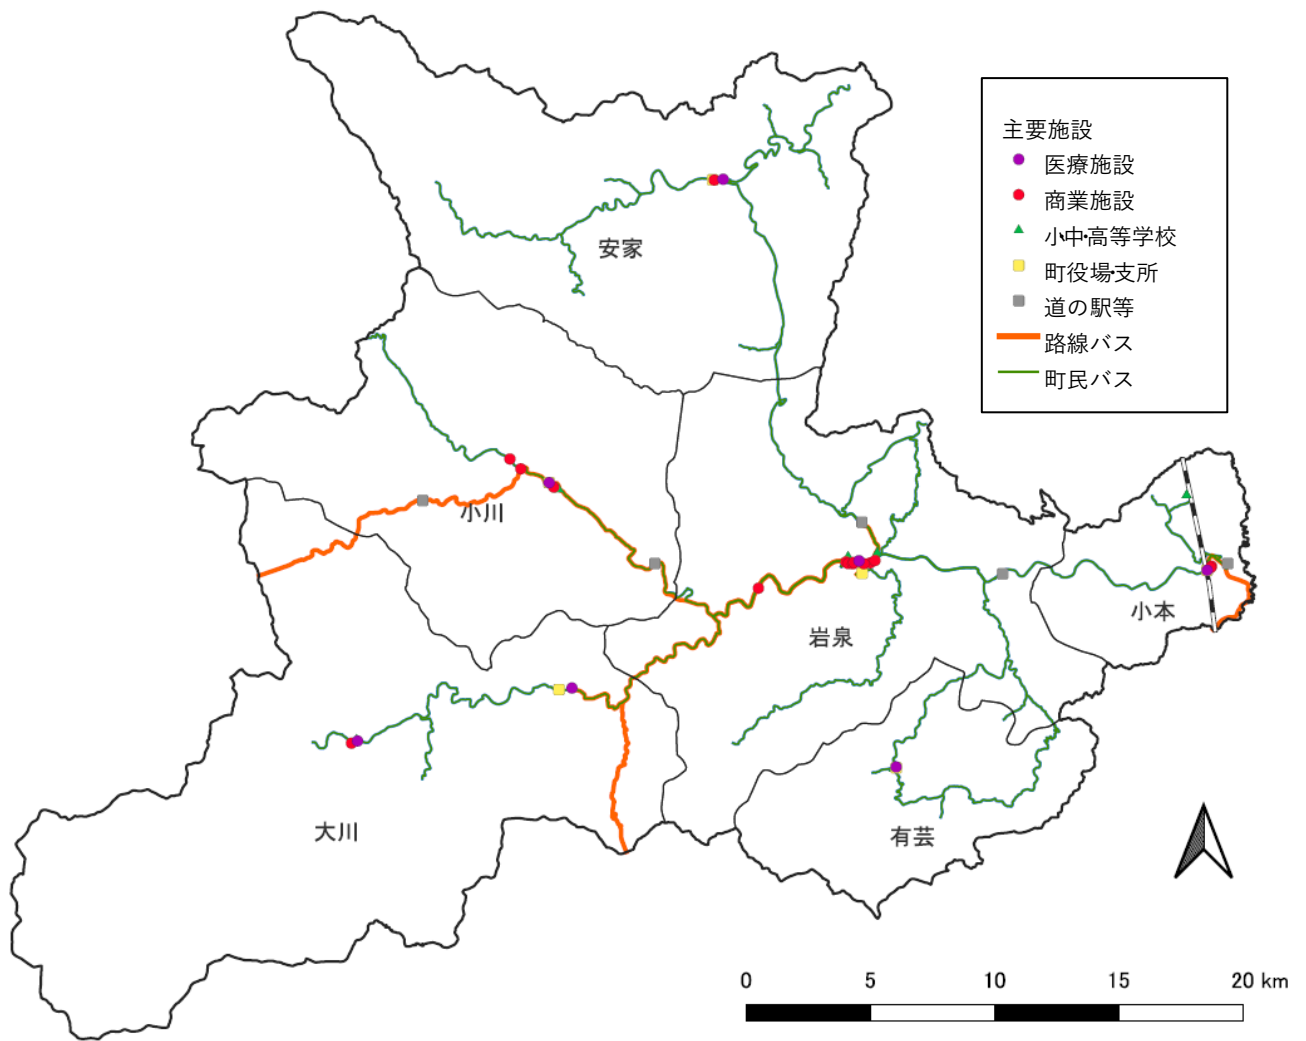 主要施設
医療施設
商業施設
小中・高等学校
町役場・支所
道の駅等
路線バス
町民バス
安家
小川
小本
岩泉
大川
有芸
0 5 10 15 20 km